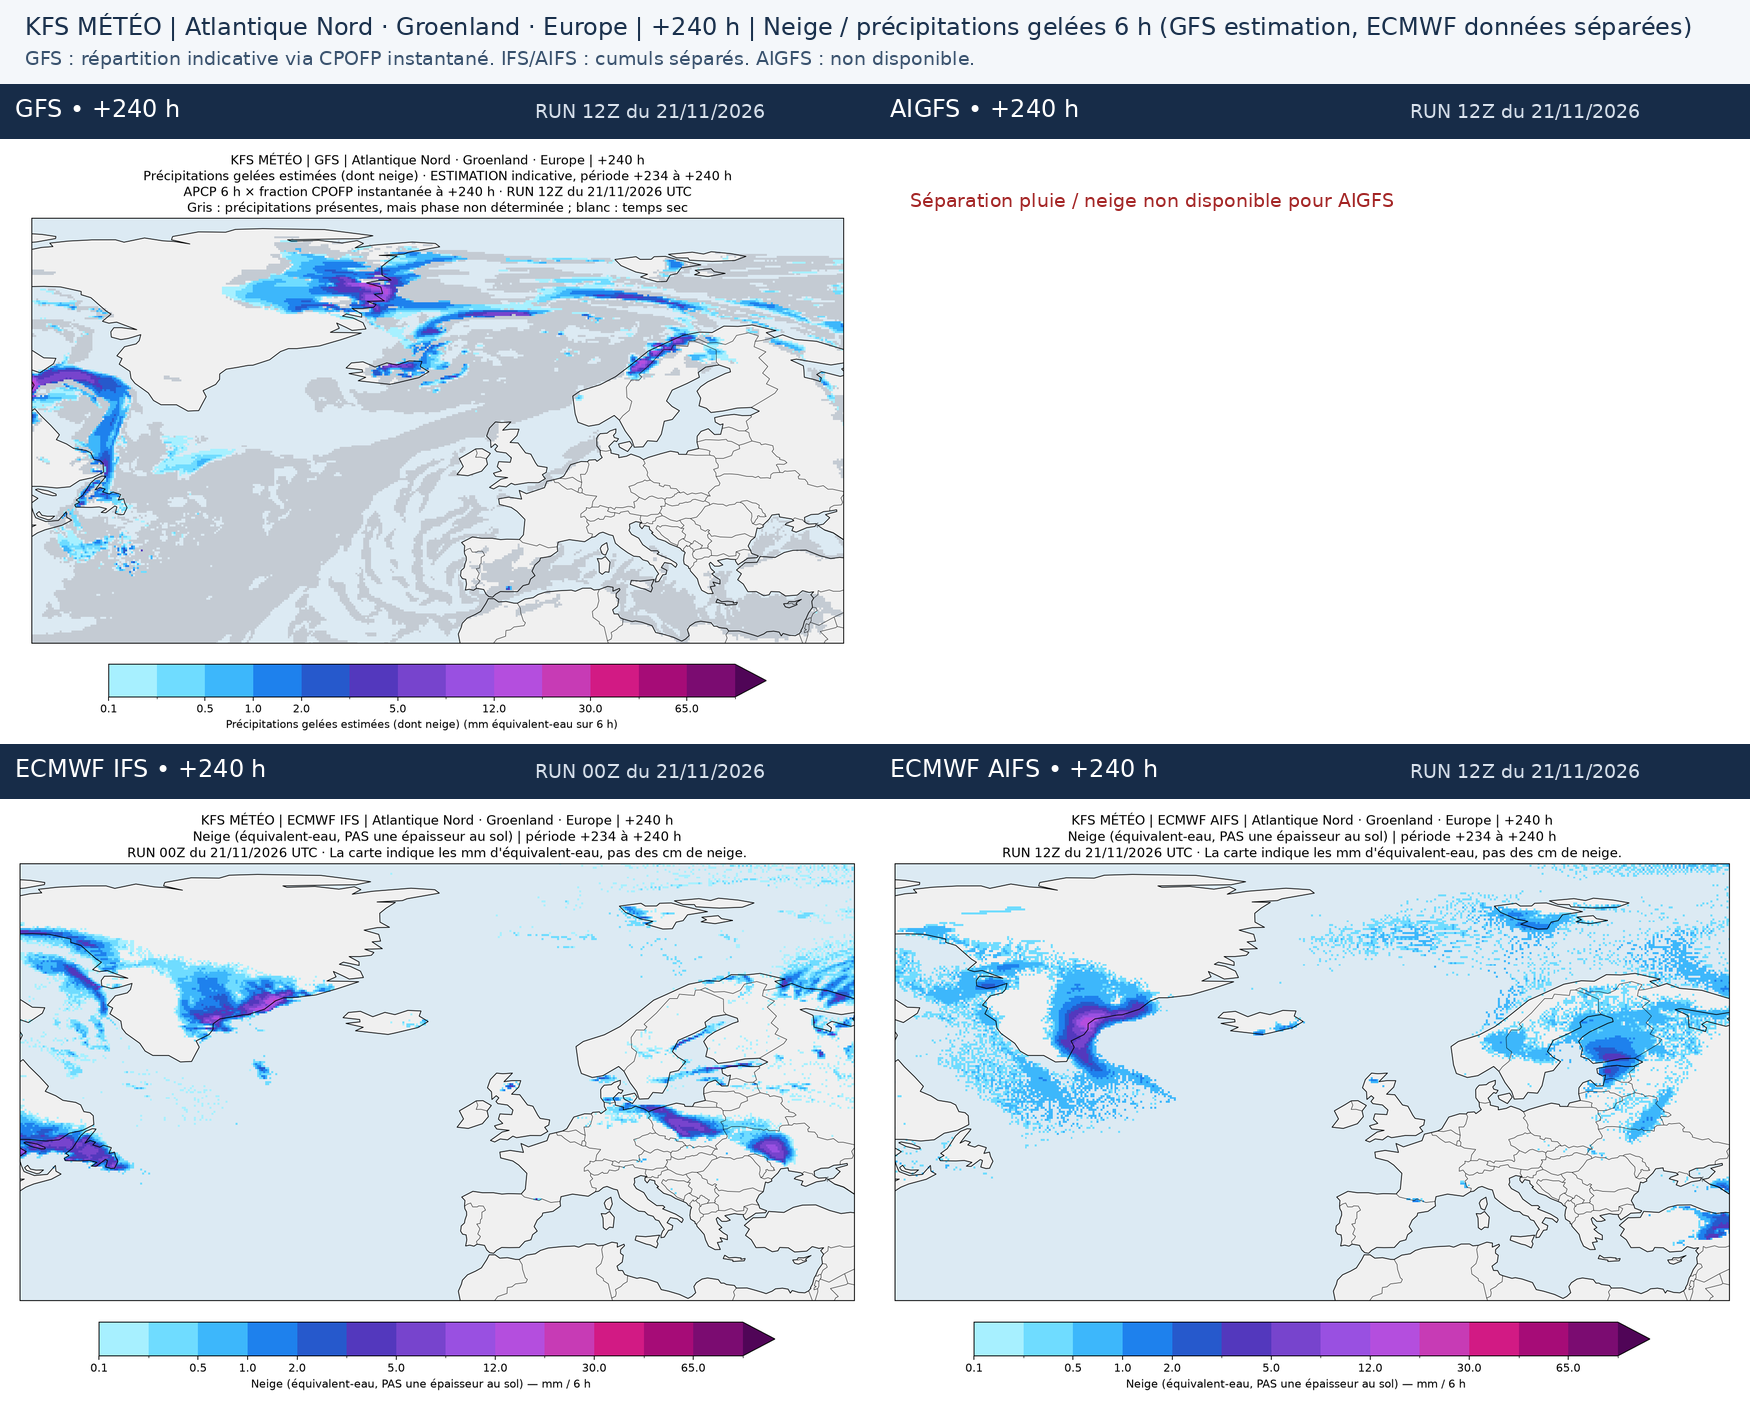 KFS MÉTÉO | Atlantique Nord · Groenland · Europe | +240 h | Neige / précipitations gelées 6 h (GFS estimation, ECMWF données séparées)
GFS : répartition indicative via CPOFP instantané. IFS/AIFS : cumuls séparés. AIGFS : non disponible.
GFS • +240 h
RUN 12Z du 21/11/2026
AIGFS • +240 h
RUN 12Z du 21/11/2026
KFS MÉTÉO | GFS | Atlantique Nord · Groenland · Europe | +240 h
Précipitations gelées estimées (dont neige) · ESTIMATION indicative, période +234 à +240 h
APCP 6 h × fraction CPOFP instantanée à +240 h · RUN 12Z du 21/11/2026 UTC
Gris : précipitations présentes, mais phase non déterminée ; blanc : temps sec
Séparation pluie / neige non disponible pour AIGFS
0.1 0.5 1.0 2.0 5.0 12.0 30.0 65.0
Précipitations gelées estimées (dont neige) (mm équivalent-eau sur 6 h)
ECMWF IFS • +240 h
RUN 00Z du 21/11/2026
ECMWF AIFS • +240 h
RUN 12Z du 21/11/2026
KFS MÉTÉO | ECMWF IFS | Atlantique Nord · Groenland · Europe | +240 h
Neige (équivalent-eau, PAS une épaisseur au sol) | période +234 à +240 h
RUN 00Z du 21/11/2026 UTC · La carte indique les mm d'équivalent-eau, pas des cm de neige.
KFS MÉTÉO | ECMWF AIFS | Atlantique Nord · Groenland · Europe | +240 h
Neige (équivalent-eau, PAS une épaisseur au sol) | période +234 à +240 h
RUN 12Z du 21/11/2026 UTC · La carte indique les mm d'équivalent-eau, pas des cm de neige.
0.1 0.5 1.0 2.0 5.0 12.0 30.0 65.0
Neige (équivalent-eau, PAS une épaisseur au sol) — mm / 6 h
0.1 0.5 1.0 2.0 5.0 12.0 30.0 65.0
Neige (équivalent-eau, PAS une épaisseur au sol) — mm / 6 h